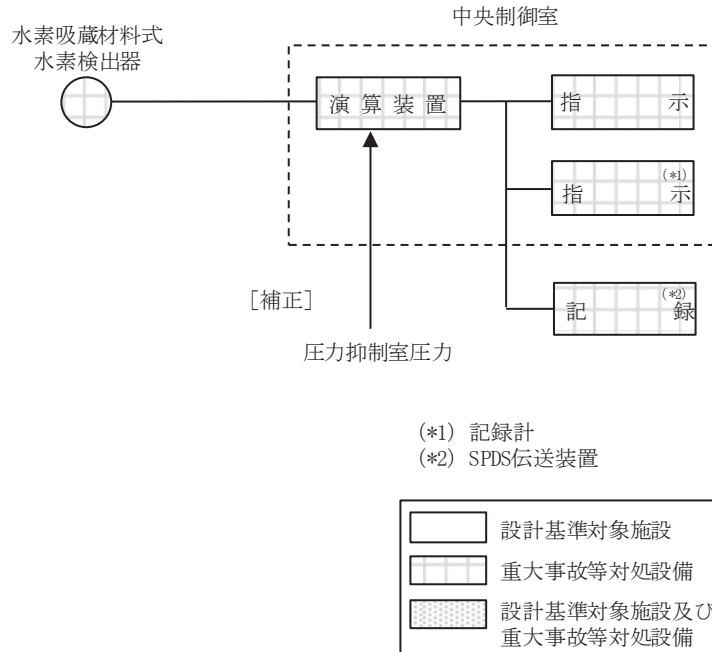 中央制御室
水素吸蔵材料式
水素検出器
演算装置
指示
指示(*1)
記録(*2)
[補正]
圧力抑制室圧力
(*1) 記録計
(*2) SPDS伝送装置
設計基準対象施設
重大事故等対処設備
設計基準対象施設及び
重大事故等対処設備